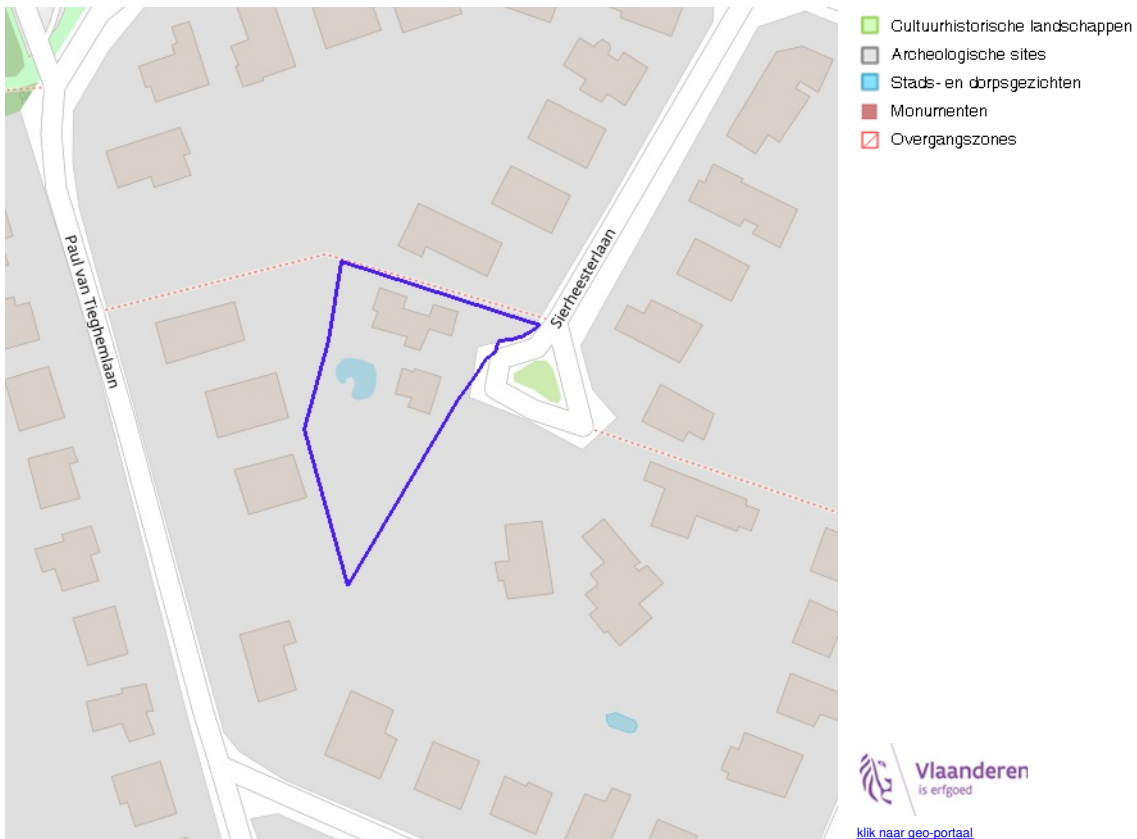 Paul van Tieghemlaan
Sierheesterlaan
Cultuurhistorische landschappen
Archeologische sites
Stads- en dorpsgezichten
Monumenten
Overgangszones
Vlaanderen
is erfgoed
klik naar geo-portaal